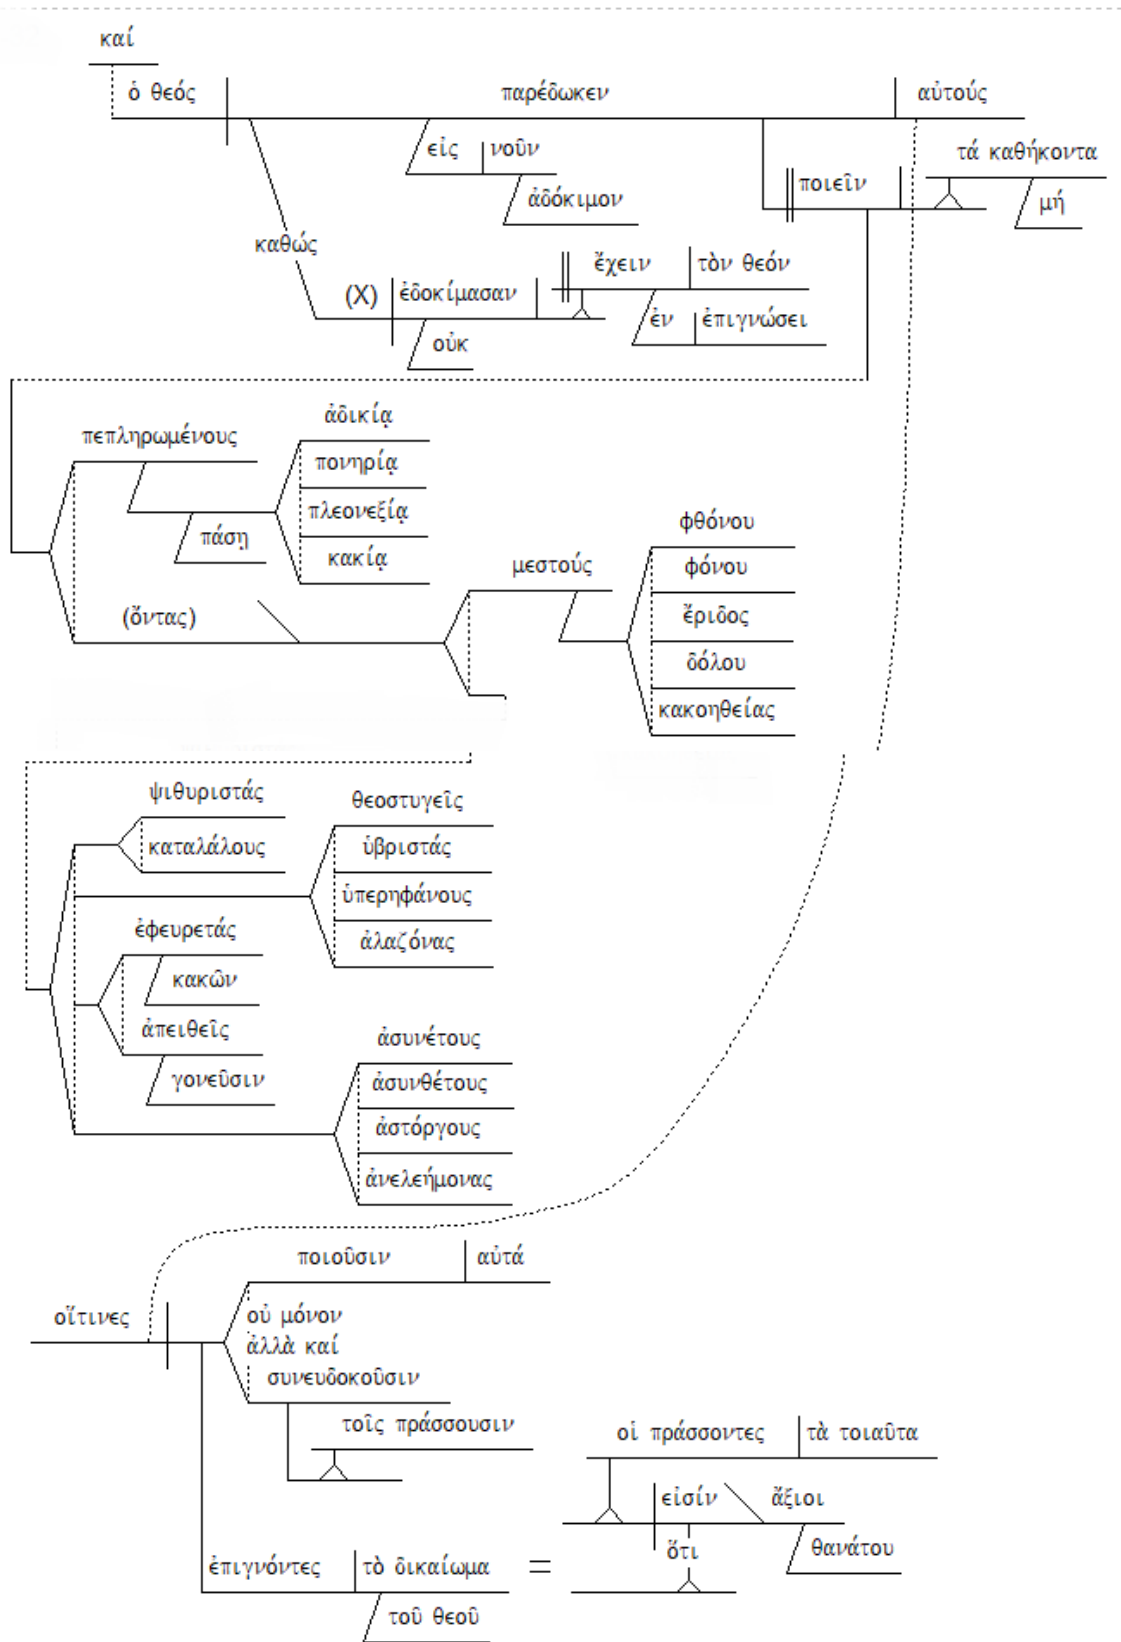 καί
ὁ θεός παρέδωκεν αὐτούς
εἰς νοῦν
τά καθήκοντα
ποιεῖν
ἀδόκιμον
μή
καθώς
ἔχειν τὸν θεόν
(X) ἐδοκίμασαν
ἐν ἐπιγνώσει
οὐκ
ἀδικίᾳ
πεπληρωμένους
πονηρίᾳ
πλεονεξίᾳ
πάσῃ
κακίᾳ
φθόνου
μεστούς
φόνου
(ὄντας)
ἔριδος
δόλου
κακοηθείας
ψιθυριστάς
θεοστυγεῖς
καταλάλους
ὑβριστάς
ὑπερηφάνους
ἐφευρετάς
ἀλαζόνας
κακῶν
ἀπειθεῖς
ἀσυνέτους
γονεῦσιν
ἀσυνθέτους
ἀστόργους
ἀνελεήμονας
ποιοῦσιν αὐτά
οἵτινες
οὐ μόνον
ἀλλὰ καί
συνευδοκοῦσιν
τοῖς πράσσουσιν
οἱ πράσσοντες τὰ τοιαῦτα
εἰσίν ἄξιοι
ὅτι
θανάτου
ἐπιγνόντες τὸ δικαίωμα =
τοῦ θεοῦ